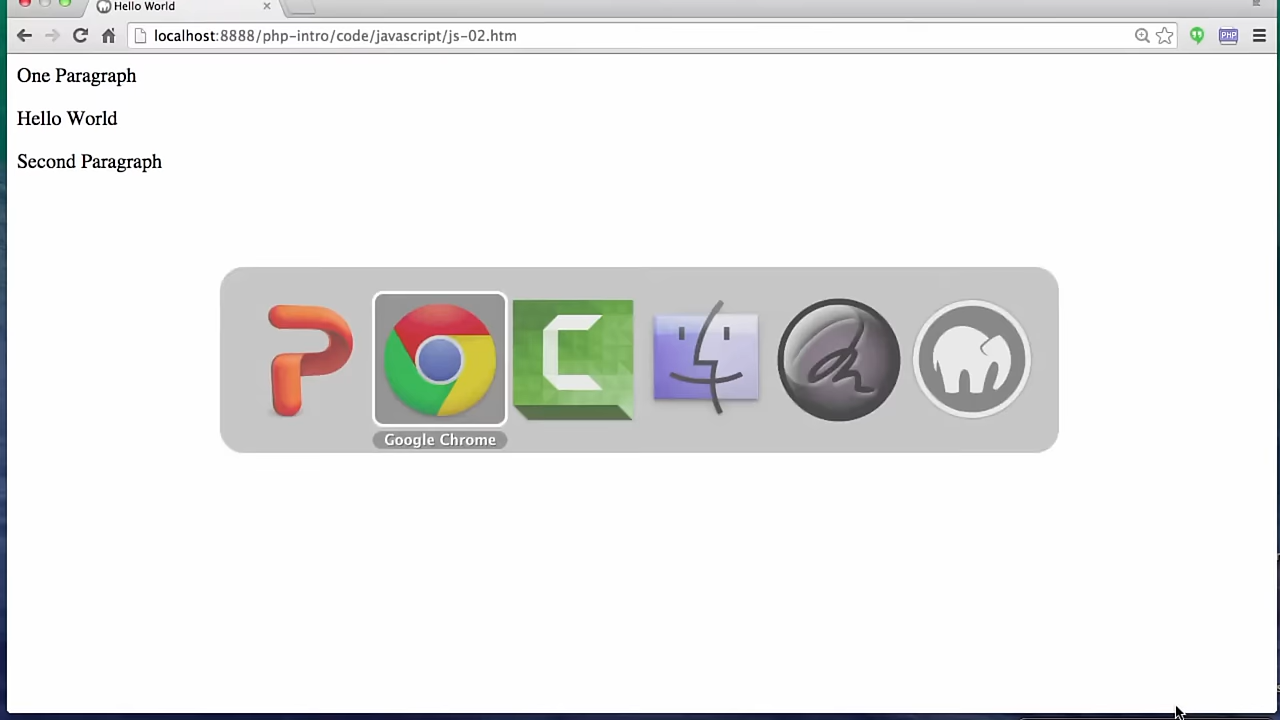 Hello World
localhost:8888/php-intro/code/javascript/js-02.htm
PHP
One Paragraph
Hello World
Second Paragraph
Google Chrome